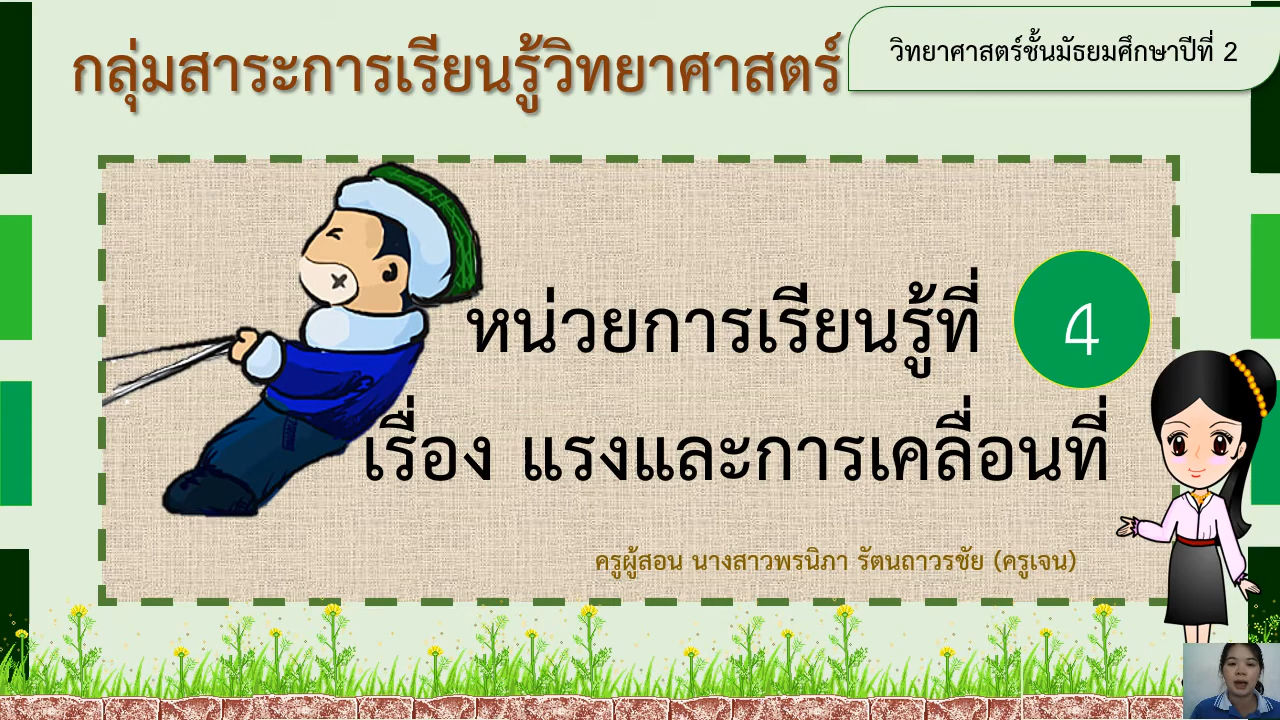 กลุ่มสาระการเรียนรู้วิทยาศาสตร์
วิทยาศาสตร์ชั้นมัธยมศึกษาปีที่ 2
หน่วยการเรียนรู้ที่ 4
เรื่อง แรงและการเคลื่อนที่
ครูผู้สอน นางสาวพรนิภา รัตนถาวรชัย (ครูเจน)